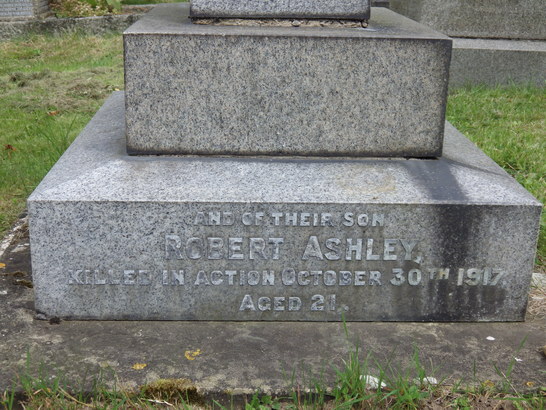 AND OF THEIR SON
ROBERT ASHLEY,
KILLED IN ACTION OCTOBER 30TH 1917
AGED 21.